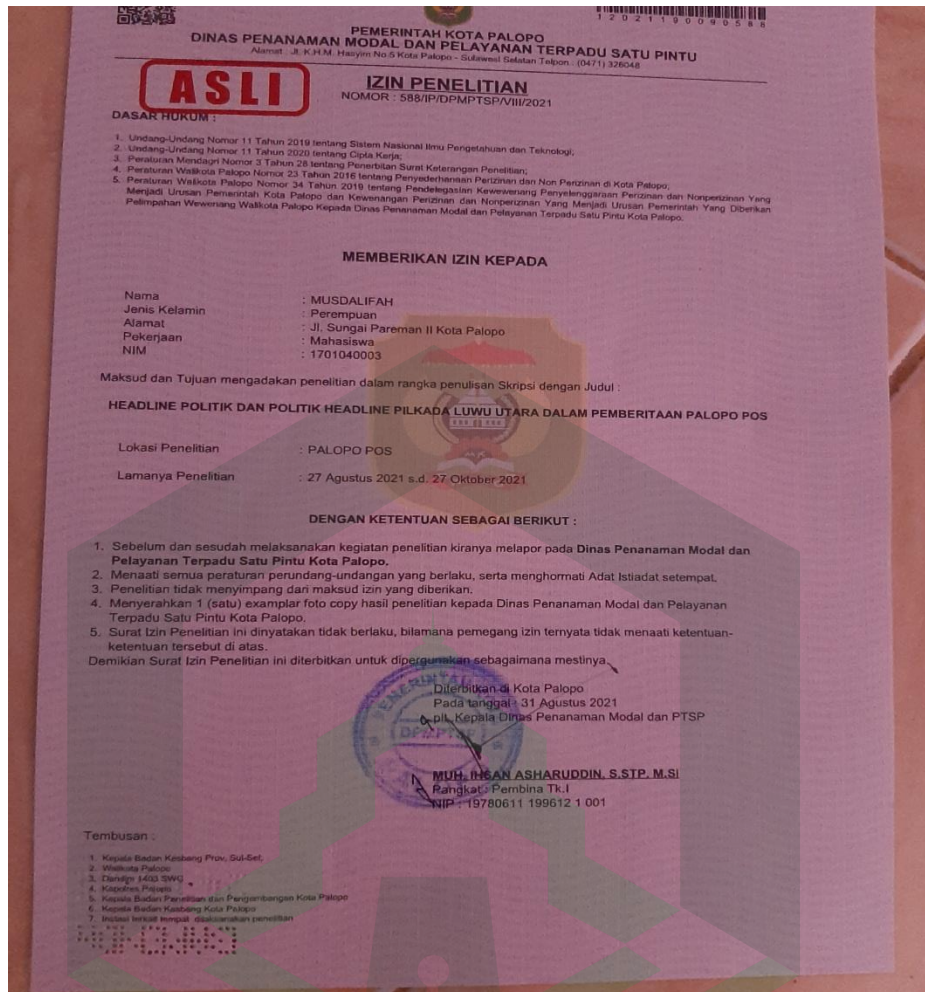 1 2 0 2 1 1 9 0 0 9 0 5 8 8
PEMERINTAH KOTA PALOPO
DINAS PENANAMAN MODAL DAN PELAYANAN TERPADU SATU PINTU
Alamat : Jl. K.H.M. Hasyim No.5 Kota Palopo - Sulawesi Selatan Telpon : (0471) 326048
ASLI
IZIN PENELITIAN
NOMOR : 588/IP/DPMPTSP/VIII/2021
DASAR HUKUM :
1. Undang-Undang Nomor 11 Tahun 2019 tentang Sistem Nasional Ilmu Pengetahuan dan Teknologi;
2. Undang-Undang Nomor 11 Tahun 2020 tentang Cipta Kerja;
3. Peraturan Mendagri Nomor 3 Tahun 28 tentang Penerbitan Surat Keterangan Penelitian;
4. Peraturan Walikota Palopo Nomor 23 Tahun 2016 tentang Penyederhanaan Perizinan dan Non Perizinan di Kota Palopo;
5. Peraturan Walikota Palopo Nomor 34 Tahun 2019 tentang Pendelegasian Kewewenang Penyelenggaraan Perizinan dan Nonperizinan Yang
Menjadi Urusan Pemerintah Kota Palopo dan Kewenangan Perizinan dan Nonperizinan Yang Menjadi Urusan Pemerintah Yang Diberikan
Pelimpahan Wewenang Walikota Palopo Kepada Dinas Penanaman Modal dan Pelayanan Terpadu Satu Pintu Kota Palopo.
MEMBERIKAN IZIN KEPADA
Nama : MUSDALIFAH
Jenis Kelamin : Perempuan
Alamat : Jl. Sungai Pareman II Kota Palopo
Pekerjaan : Mahasiswa
NIM : 1701040003
Maksud dan Tujuan mengadakan penelitian dalam rangka penulisan Skripsi dengan Judul :
HEADLINE POLITIK DAN POLITIK HEADLINE PILKADA LUWU UTARA DALAM PEMBERITAAN PALOPO POS
Lokasi Penelitian : PALOPO POS
Lamanya Penelitian : 27 Agustus 2021 s.d. 27 Oktober 2021
DENGAN KETENTUAN SEBAGAI BERIKUT :
1. Sebelum dan sesudah melaksanakan kegiatan penelitian kiranya melapor pada Dinas Penanaman Modal dan
Pelayanan Terpadu Satu Pintu Kota Palopo.
2. Menaati semua peraturan perundang-undangan yang berlaku, serta menghormati Adat Istiadat setempat.
3. Penelitian tidak menyimpang dari maksud izin yang diberikan.
4. Menyerahkan 1 (satu) examplar foto copy hasil penelitian kepada Dinas Penanaman Modal dan Pelayanan
Terpadu Satu Pintu Kota Palopo.
5. Surat Izin Penelitian ini dinyatakan tidak berlaku, bilamana pemegang izin ternyata tidak menaati ketentuan-
ketentuan tersebut di atas.
Demikian Surat Izin Penelitian ini diterbitkan untuk dipergunakan sebagaimana mestinya.
Diterbitkan di Kota Palopo
Pada tanggal : 31 Agustus 2021
plt. Kepala Dinas Penanaman Modal dan PTSP
DPMPTSP
MUH. IHSAN ASHARUDDIN, S.STP, M.Si
Pangkat : Pembina Tk.I
NIP : 19780611 199612 1 001
Tembusan :
1. Kepala Badan Kesbang Prov. Sul-Sel;
2. Walikota Palopo
3. Dandim 1403 SWG
4. Kapolres Palopo
5. Kepala Badan Penelitian dan Pengembangan Kota Palopo
6. Kepala Badan Kesbang Kota Palopo
7. Instasi terkait tempat dilaksanakan penelitian